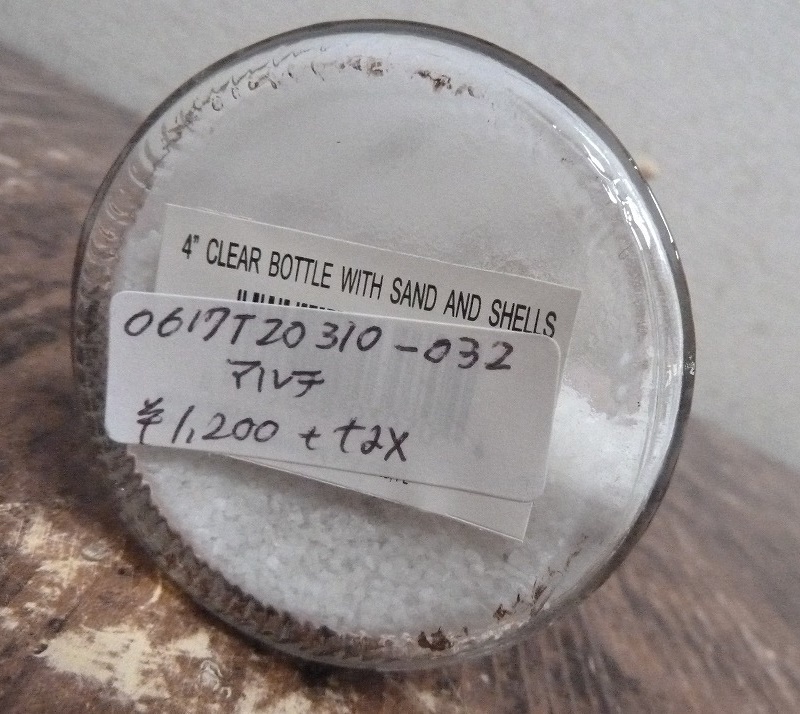 4" CLEAR BOTTLE WITH SAND AND SHELLS
0617T20310-032
マルチ
¥1,200 + tax